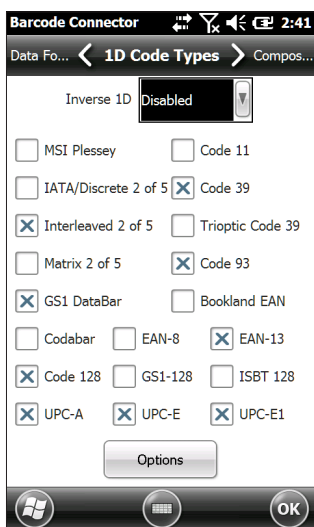 Barcode Connector 2:41
Data Fo... 1D Code Types Compos...
Inverse 1D Disabled
MSI Plessey Code 11
IATA/Discrete 2 of 5 Code 39
Interleaved 2 of 5 Trioptic Code 39
Matrix 2 of 5 Code 93
GS1 DataBar Bookland EAN
Codabar EAN-8 EAN-13
Code 128 GS1-128 ISBT 128
UPC-A UPC-E UPC-E1
Options
OK